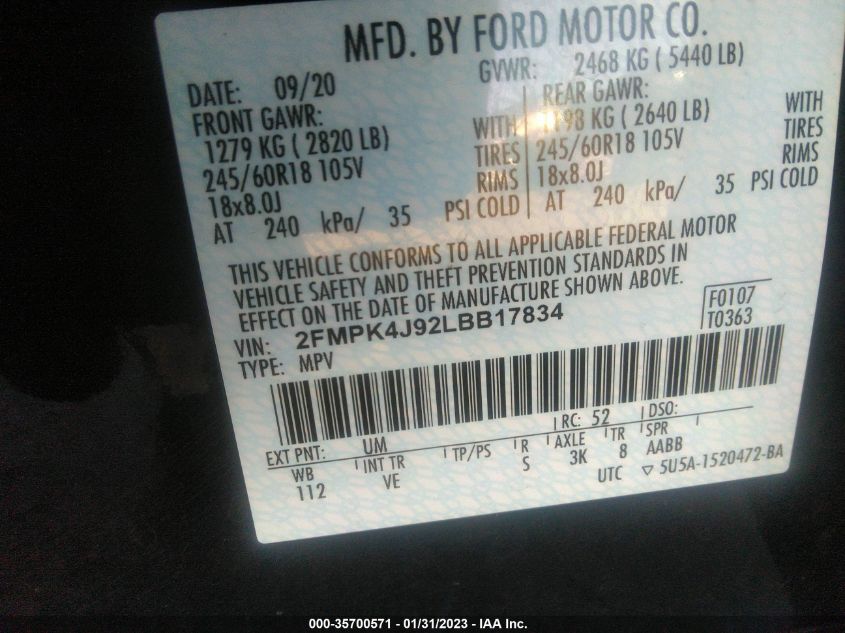 MFD. BY FORD MOTOR CO.
DATE: 09/20 GVWR: 2468 KG ( 5440 LB)
FRONT GAWR: REAR GAWR:
1279 KG ( 2820 LB) WITH 1198 KG ( 2640 LB) WITH
245/60R18 105V TIRES 245/60R18 105V TIRES
18x8.0J RIMS 18x8.0J RIMS
AT 240 kPa/ 35 PSI COLD AT 240 kPa/ 35 PSI COLD
THIS VEHICLE CONFORMS TO ALL APPLICABLE FEDERAL MOTOR
VEHICLE SAFETY AND THEFT PREVENTION STANDARDS IN
EFFECT ON THE DATE OF MANUFACTURE SHOWN ABOVE.
VIN: 2FMPK4J92LBB17834 F0107
TYPE: MPV T0363
EXT PNT: UM RC: 52 DSO:
WB INT TR TP/PS R AXLE TR SPR
112 VE S 3K 8 AABB
UTC ▽ 5U5A-1520472-BA
000-35700571 - 01/31/2023 - IAA Inc.